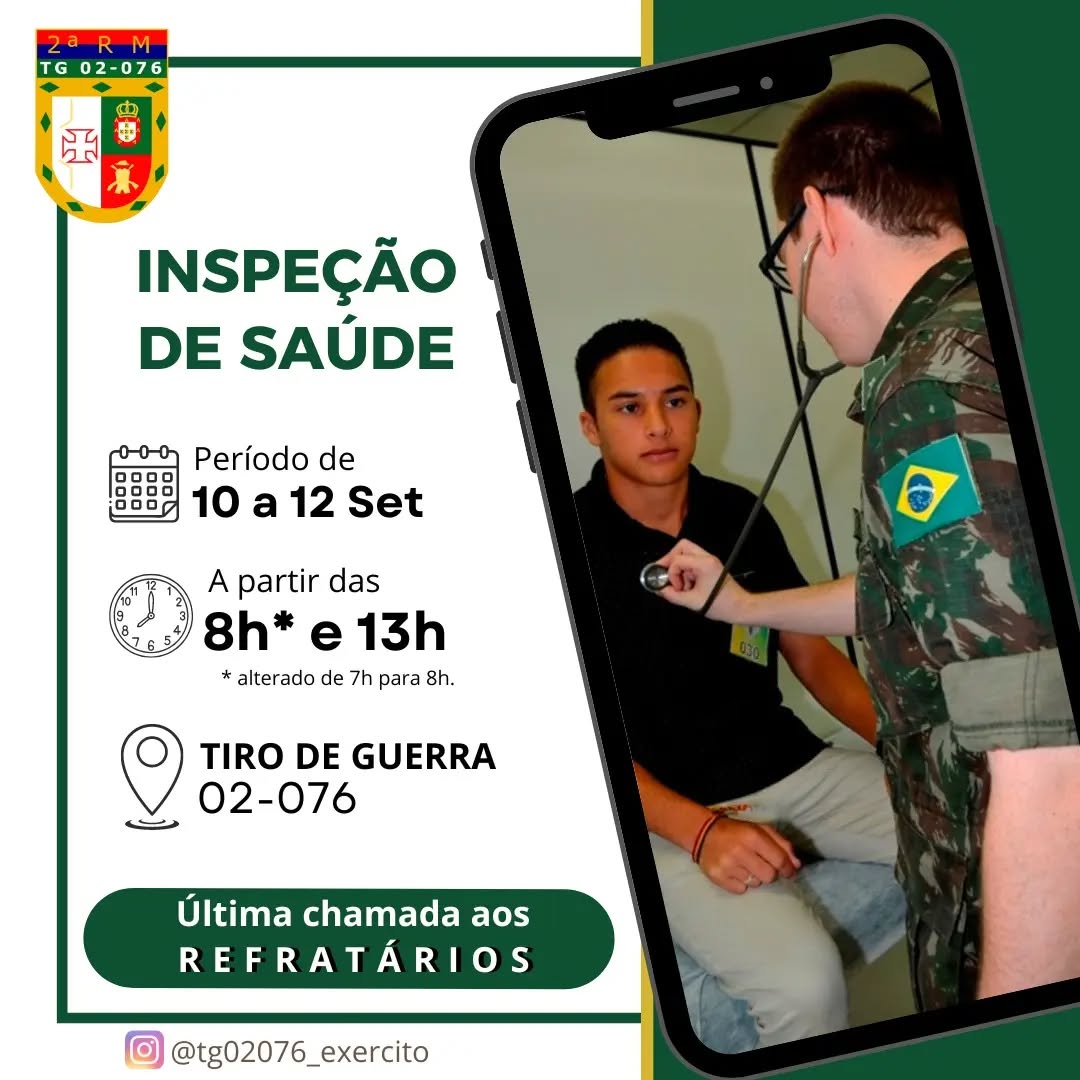 2ª R M
TG 02-076
INSPEÇÃO
DE SAÚDE
Período de
10 a 12 Set
A partir das
8h* e 13h
* alterado de 7h para 8h.
TIRO DE GUERRA
02-076
Última chamada aos
REFRATÁRIOS
@tg02076_exercito
030